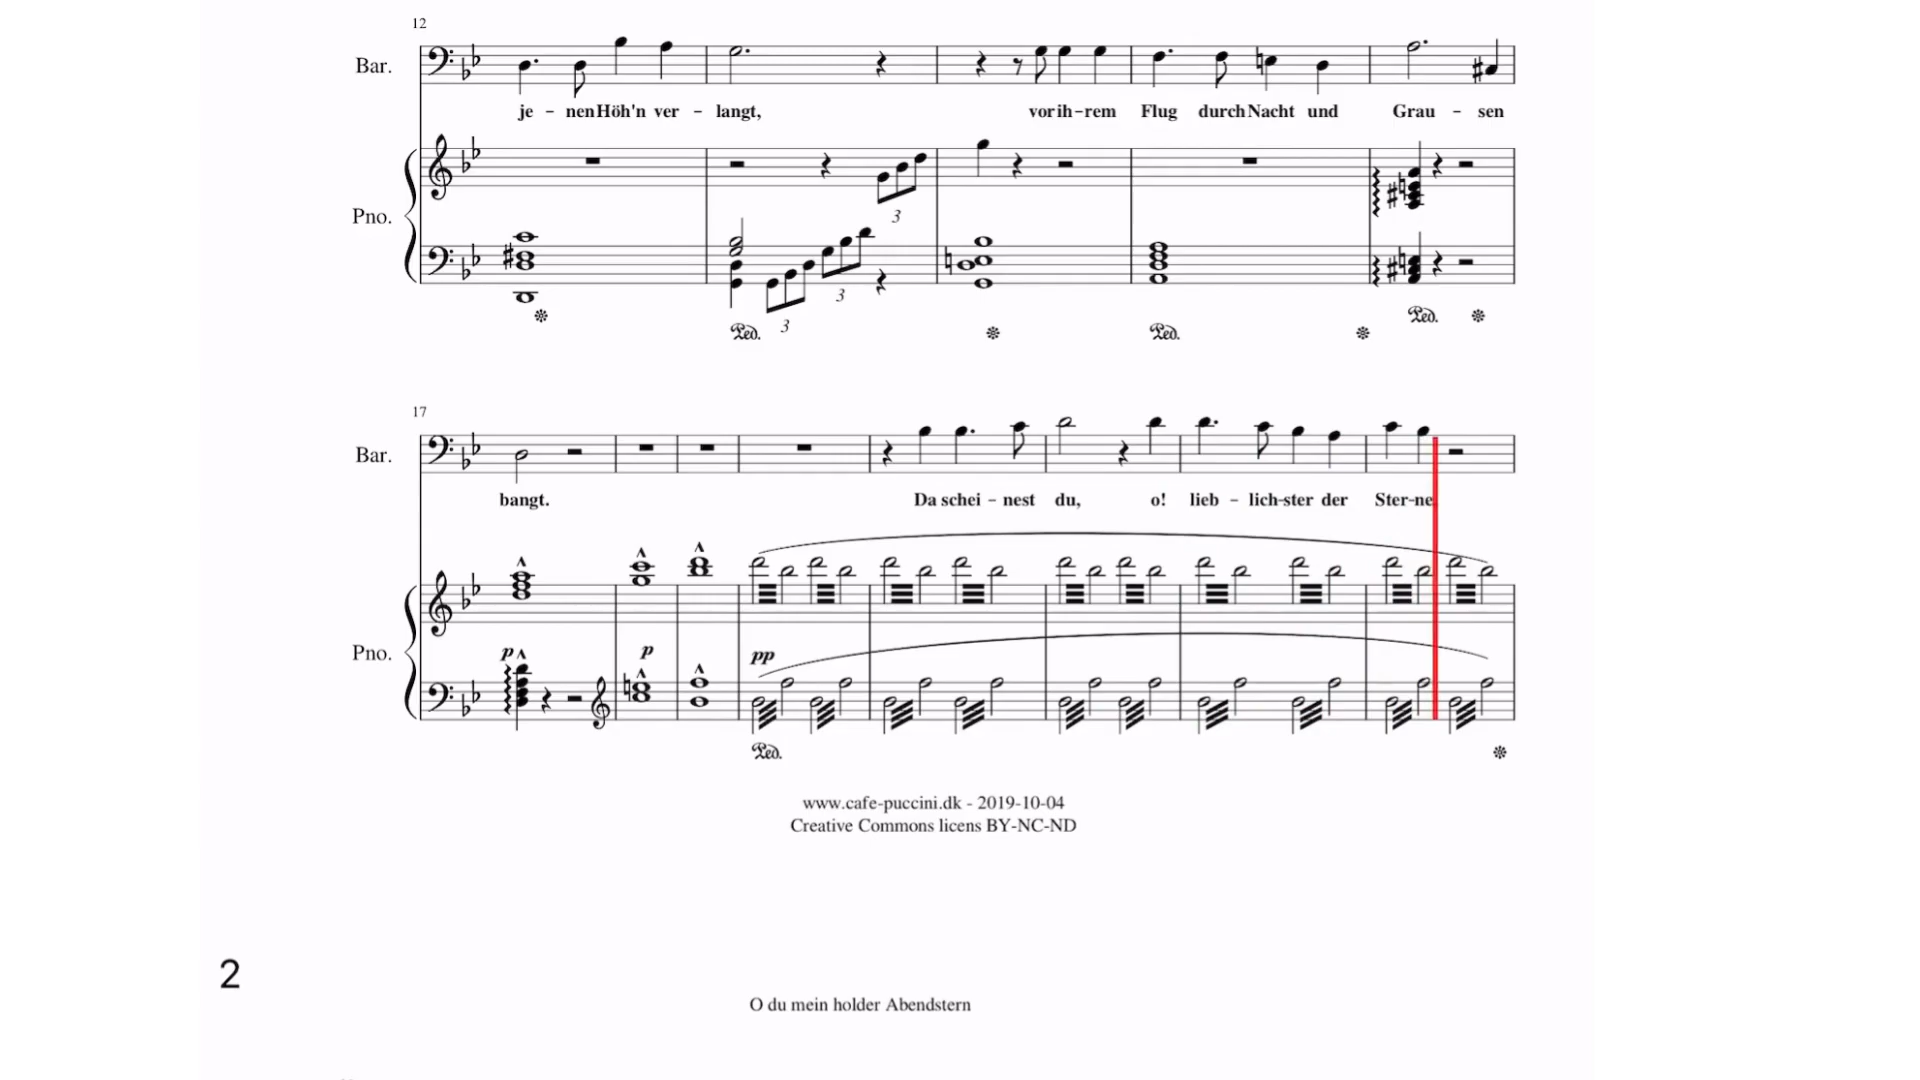 12
Bar.
je - nen Höh'n ver - langt, vor ih - rem Flug durch Nacht und Grau - sen
3
Pno.
3
3
Ped. Ped. Ped.
17
Bar.
bangt. Da schei - nest du, o! lieb - lich - ster der Ster - ne
p p pp
Pno.
Ped.
www.cafe-puccini.dk - 2019-10-04
Creative Commons licens BY-NC-ND
2
O du mein holder Abendstern